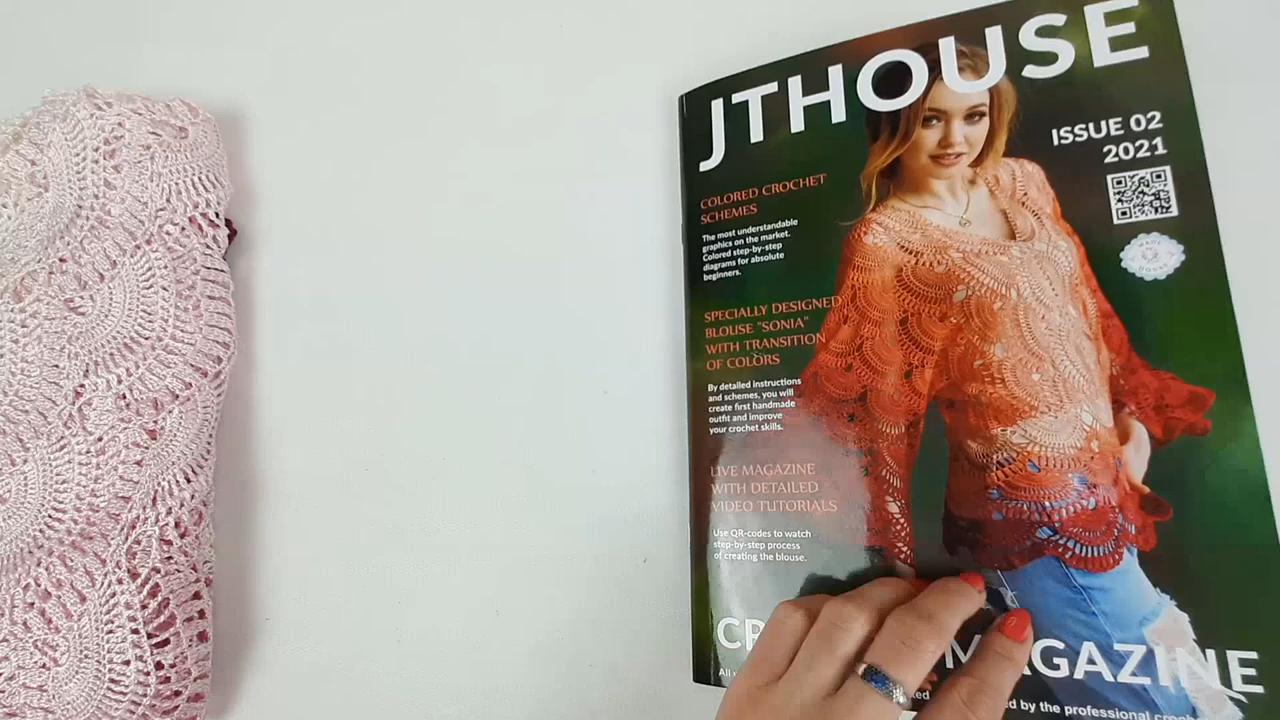 JTHOUSE
ISSUE 02
2021
COLORED CROCHET
SCHEMES
The most understandable
graphics on the market.
Colored step-by-step
diagrams for absolute
beginners.
SPECIALLY DESIGNED
BLOUSE "SONIA"
WITH TRANSITION
OF COLORS
By detailed instructions
and schemes, you will
create first handmade
outfit and improve
your crochet skills.
LIVE MAGAZINE
WITH DETAILED
VIDEO TUTORIALS
Use QR-codes to watch
step-by-step process
of creating the blouse.
MAGAZINE
All
by the professional